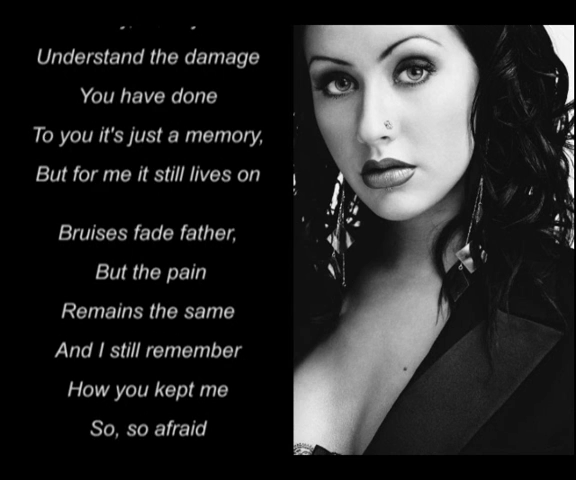 Understand the damage
You have done
To you it's just a memory,
But for me it still lives on
Bruises fade father,
But the pain
Remains the same
And I still remember
How you kept me
So, so afraid